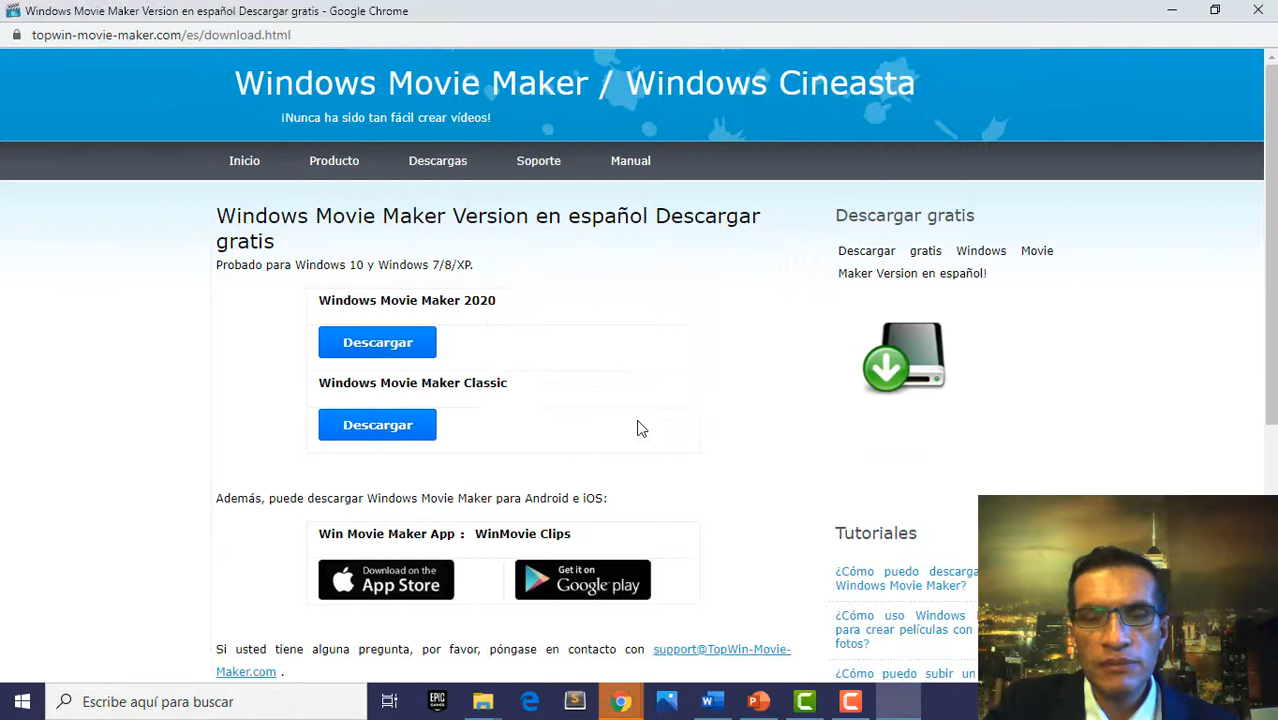 Windows Movie Maker Version en español Descargar gratis - Google Chrome
topwin-movie-maker.com/es/download.html
Windows Movie Maker / Windows Cineasta
¡Nunca ha sido tan fácil crear vídeos!
Inicio Producto Descargas Soporte Manual
Windows Movie Maker Version en español Descargar
gratis
Probado para Windows 10 y Windows 7/8/XP.
Windows Movie Maker 2020
Descargar
Windows Movie Maker Classic
Descargar
Además, puede descargar Windows Movie Maker para Android e iOS:
Win Movie Maker App : WinMovie Clips
Download on the
App Store
Get it on
Google play
Si usted tiene alguna pregunta, por favor, póngase en contacto con support@TopWin-Movie-
Maker.com .
Descargar gratis
Descargar gratis Windows Movie
Maker Version en español!
Tutoriales
¿Cómo puedo descarga
Windows Movie Maker?
¿Cómo uso Windows
para crear películas con
fotos?
¿Cómo puedo subir un
Escribe aquí para buscar
EPIC
GAMES